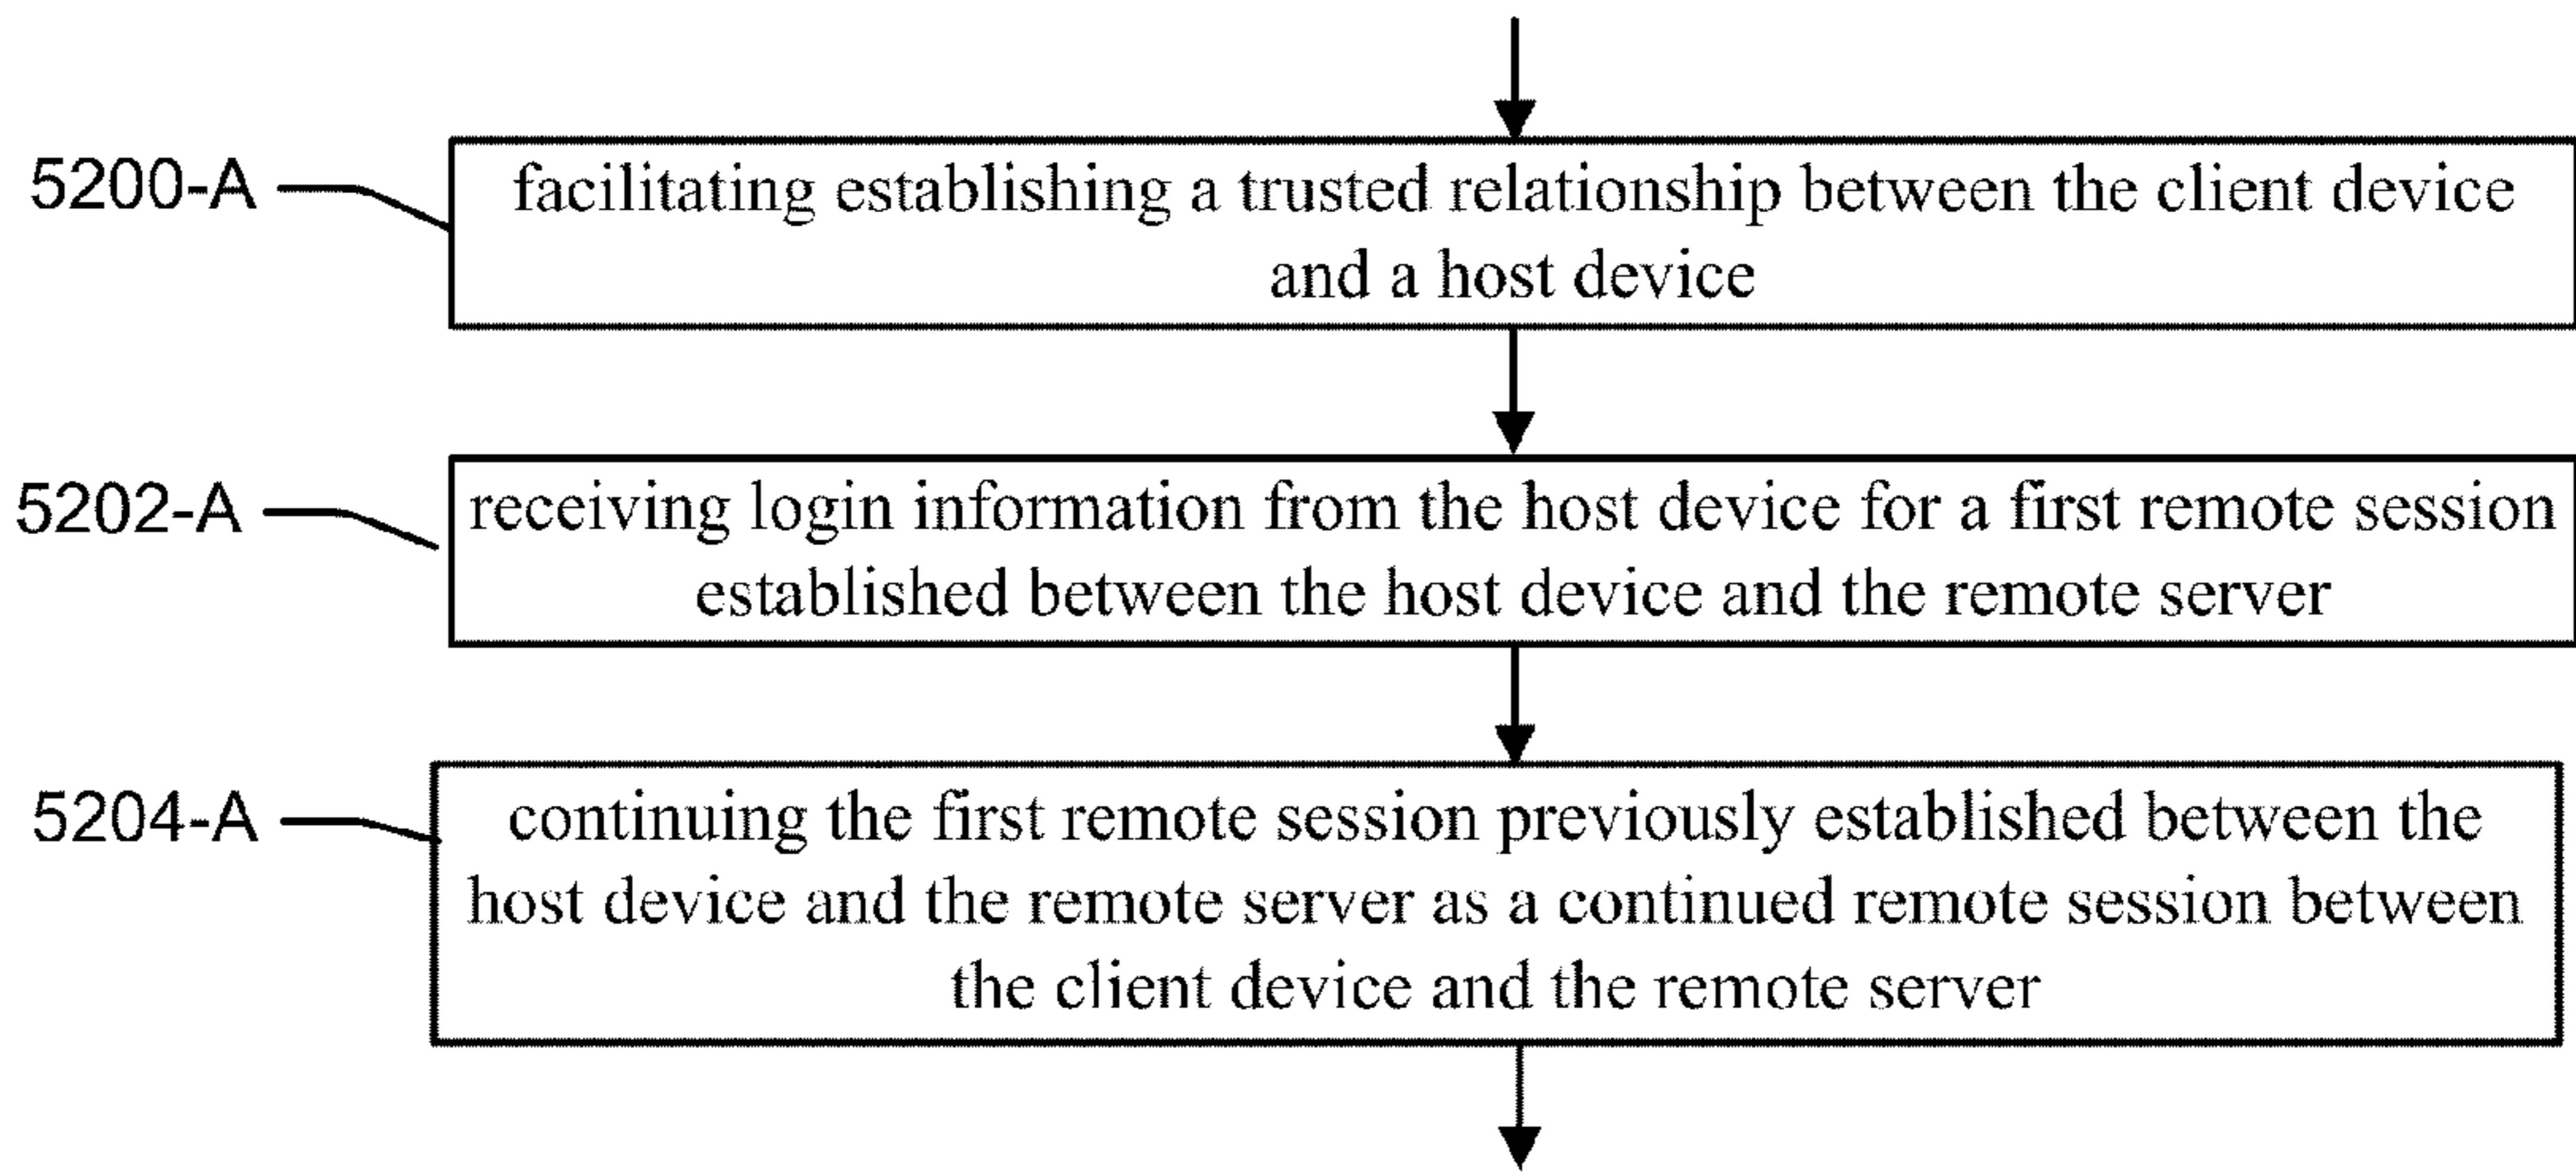 5200-A
facilitating establishing a trusted relationship between the client device
and a host device
5202-A
receiving login information from the host device for a first remote session
established between the host device and the remote server
5204-A
continuing the first remote session previously established between the
host device and the remote server as a continued remote session between
the client device and the remote server